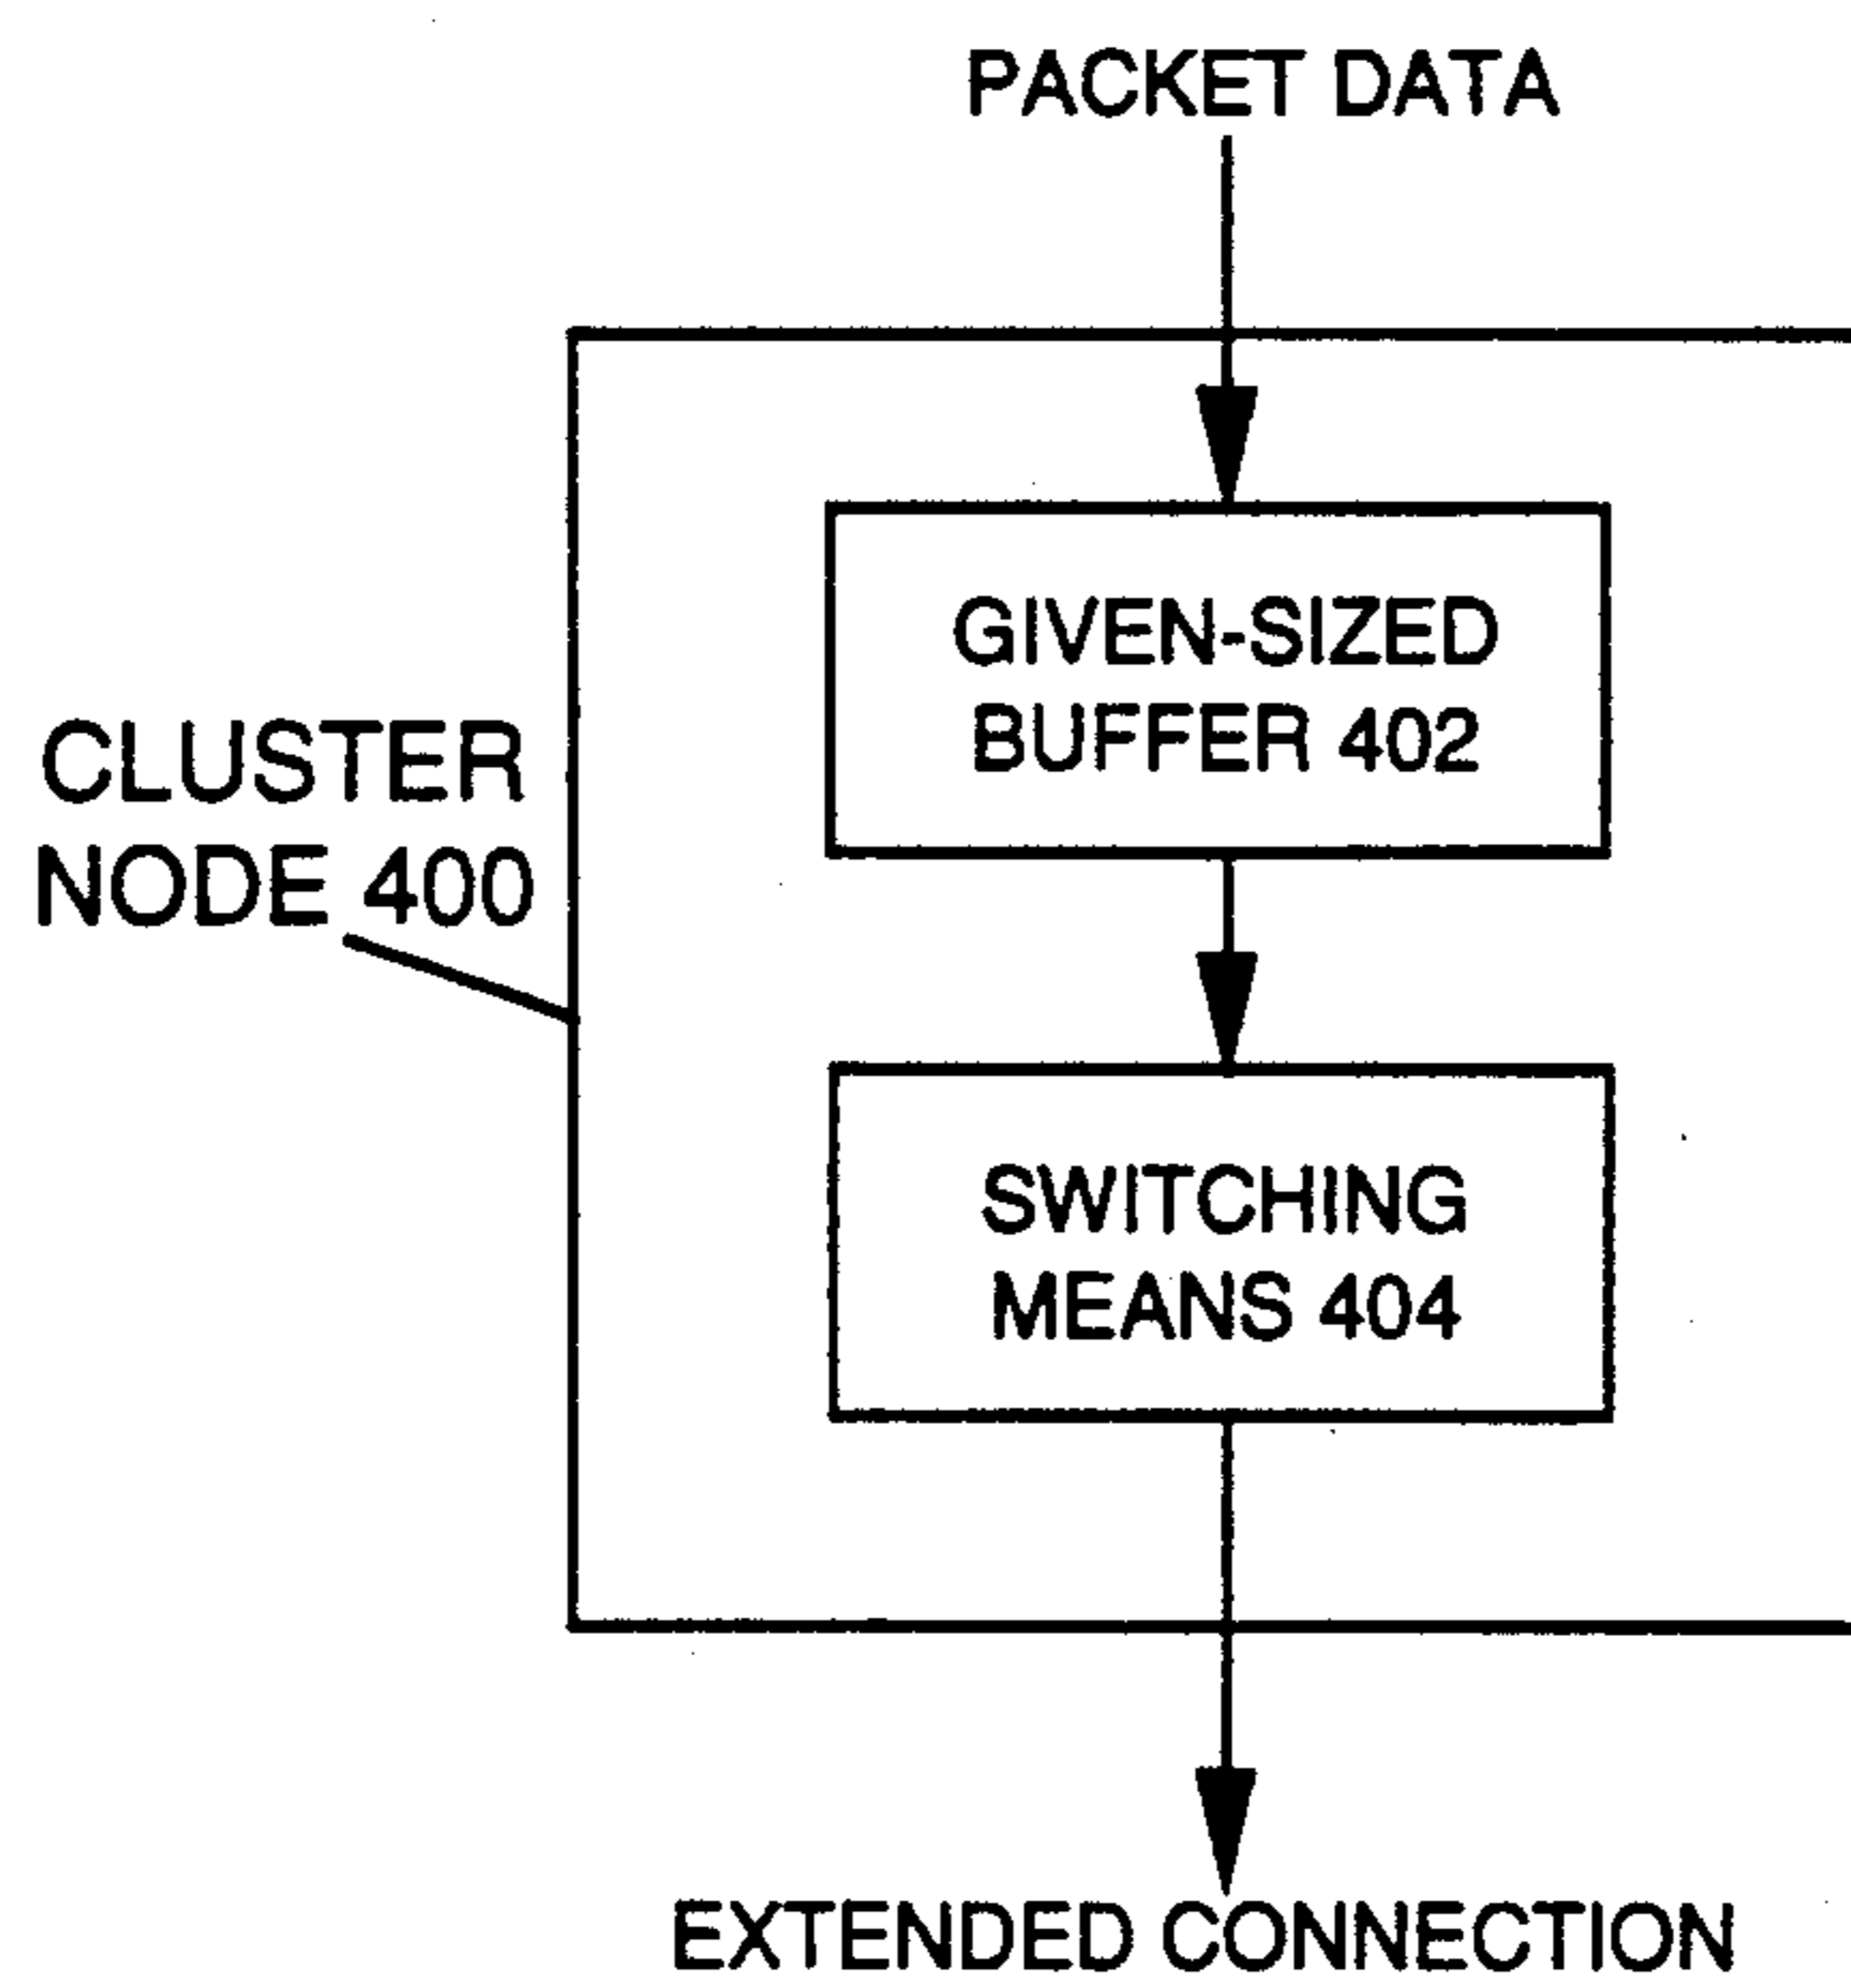 PACKET DATA
GIVEN-SIZED
BUFFER 402
CLUSTER
NODE 400
SWITCHING
MEANS 404
EXTENDED CONNECTION